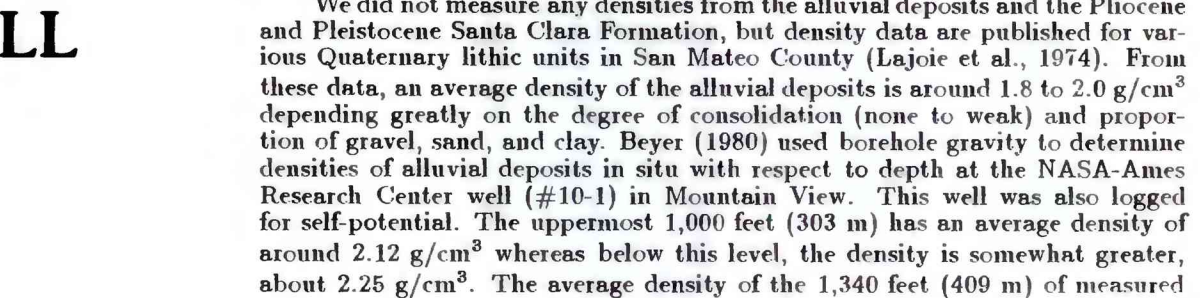 We did not measure any densities from the alluvial deposits and the Pliocene
LL
and Pleistocene Santa Clara Formation, but density data are published for var-
ious Quaternary lithic units in San Mateo County (Lajoie et al., 1974). From
these data, an average density of the alluvial deposits is around 1.8 to 2.0 g/cm³
depending greatly on the degree of consolidation (none to weak) and propor-
tion of gravel, sand, and clay. Beyer (1980) used borehole gravity to determine
densities of alluvial deposits in situ with respect to depth at the NASA-Ames
Research Center well (#10-1) in Mountain View. This well was also logged
for self-potential. The uppermost 1,000 feet (303 m) has an average density of
around 2.12 g/cm³ whereas below this level, the density is somewhat greater,
about 2.25 g/cm³. The average density of the 1,340 feet (409 m) of measured